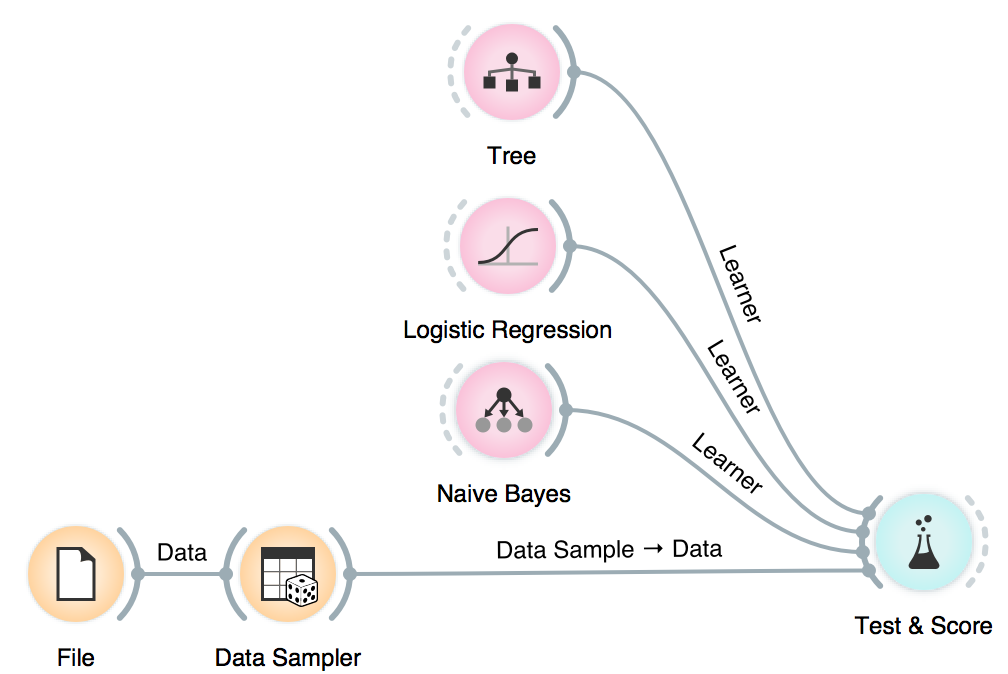 Tree
Learner
Logistic Regression
Learner
Learner
Naive Bayes
Data
Data Sample → Data
File
Data Sampler
Test & Score